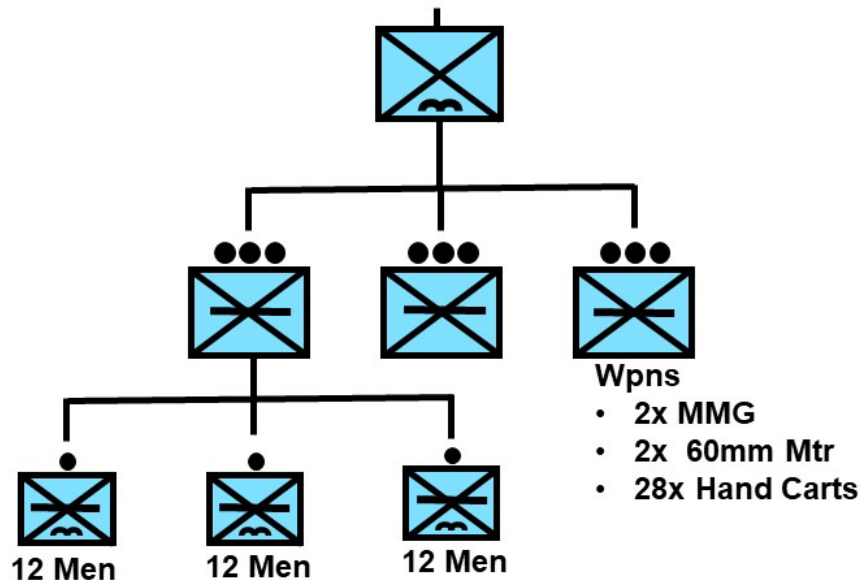 Wpns
• 2x MMG
• 2x 60mm Mtr
• 28x Hand Carts
12 Men
12 Men
12 Men